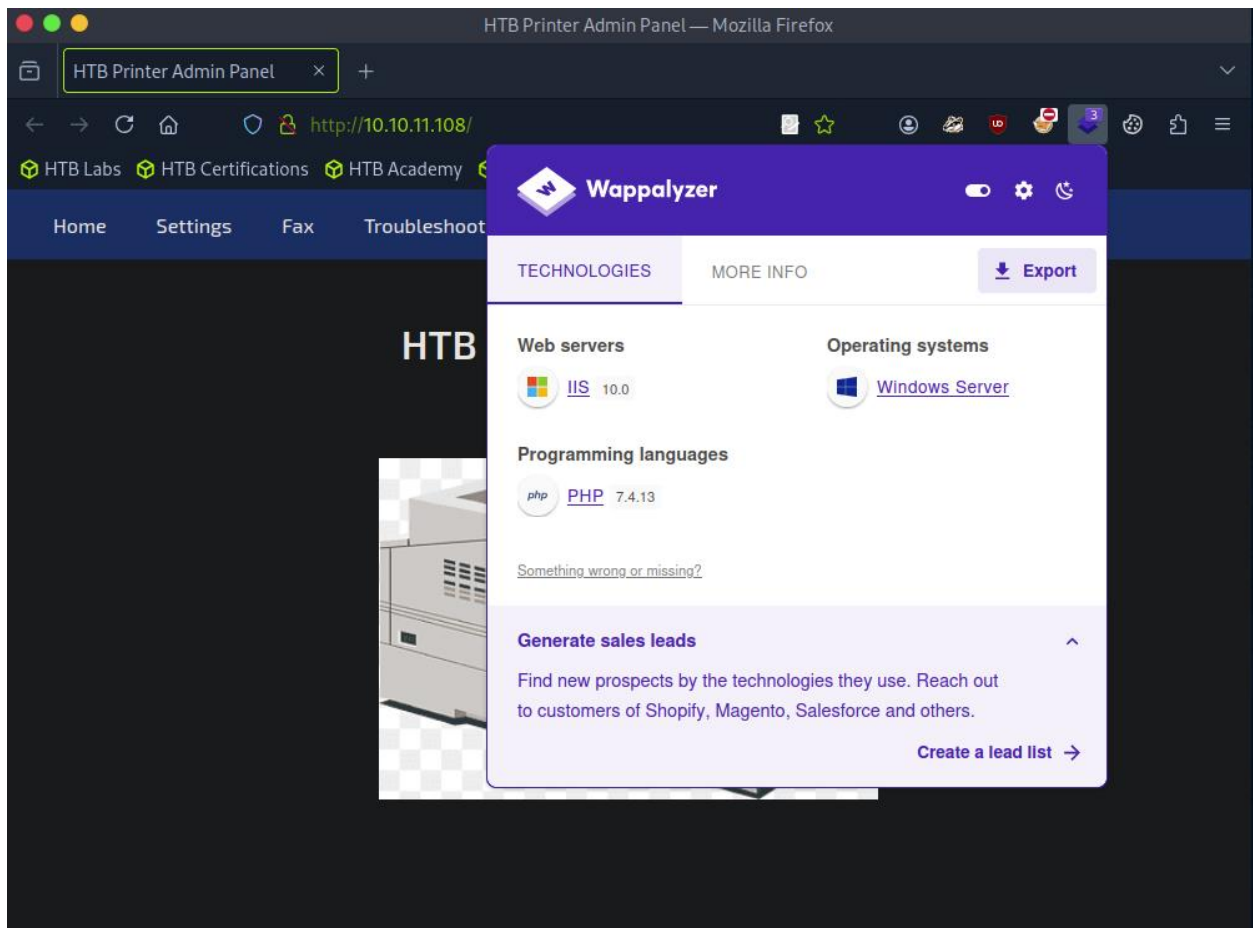 HTB Printer Admin Panel — Mozilla Firefox
HTB Printer Admin Panel × +
http://10.10.11.108/
3
HTB Labs HTB Certifications HTB Academy
W Wappalyzer
Home Settings Fax Troubleshoot
TECHNOLOGIES MORE INFO Export
HTB
Web servers Operating systems
IIS 10.0 Windows Server
Programming languages
php PHP 7.4.13
Something wrong or missing?
Generate sales leads
Find new prospects by the technologies they use. Reach out
to customers of Shopify, Magento, Salesforce and others.
Create a lead list →